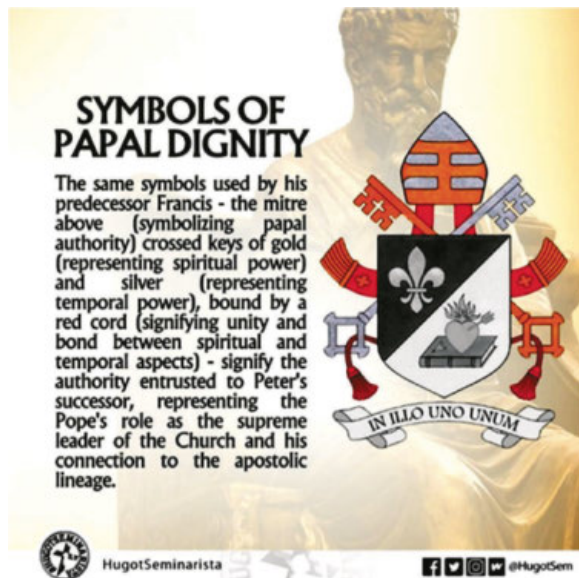 SYMBOLS OF
PAPAL DIGNITY
The same symbols used by his
predecessor Francis - the mitre
above (symbolizing papal
authority) crossed keys of gold
(representing spiritual power)
and silver (representing
temporal power), bound by a
red cord (signifying unity and
bond between spiritual and
temporal aspects) - signify the
authority entrusted to Peter's
successor, representing the
Pope's role as the supreme
leader of the Church and his
connection to the apostolic
lineage.
IN ILLO UNO UNUM
HUGOTSEMINARISTA
HugotSeminarista
@HugotSem